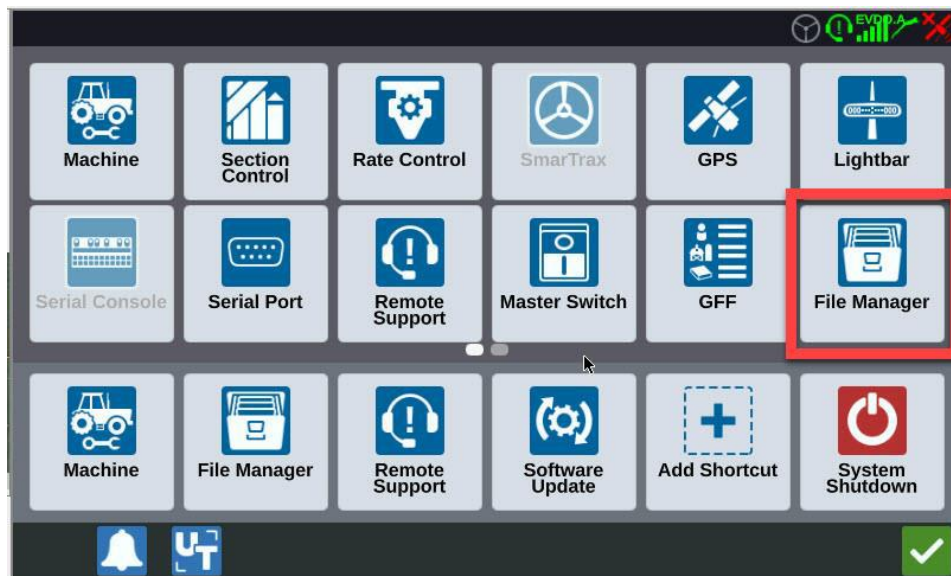 EVDO.A
Machine
Section
Control
Rate Control
SmarTrax
GPS
Lightbar
Serial Console
Serial Port
Remote
Support
Master Switch
GFF
File Manager
Machine
File Manager
Remote
Support
Software
Update
Add Shortcut
System
Shutdown
UT